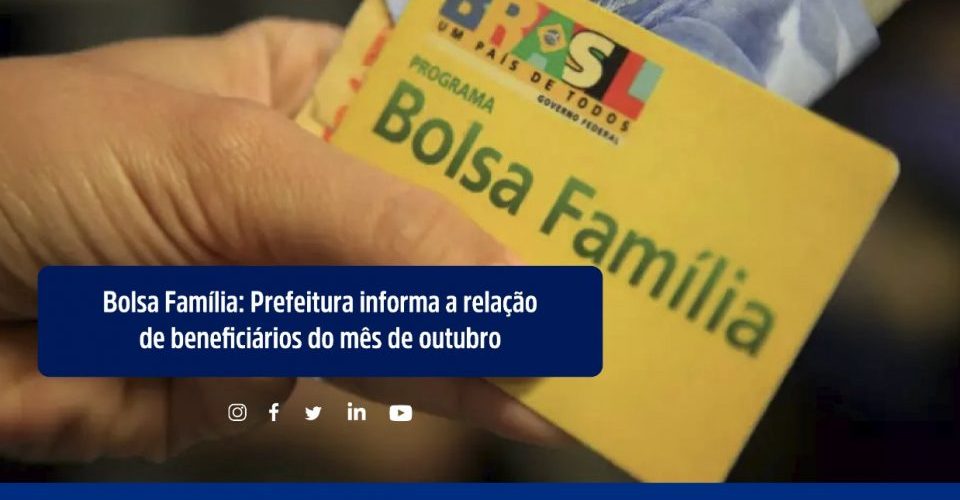 BRASIL
UM PAÍS DE TODOS
GOVERNO FEDERAL
PROGRAMA
Bolsa Família
Bolsa Família: Prefeitura informa a relação
de beneficiários do mês de outubro